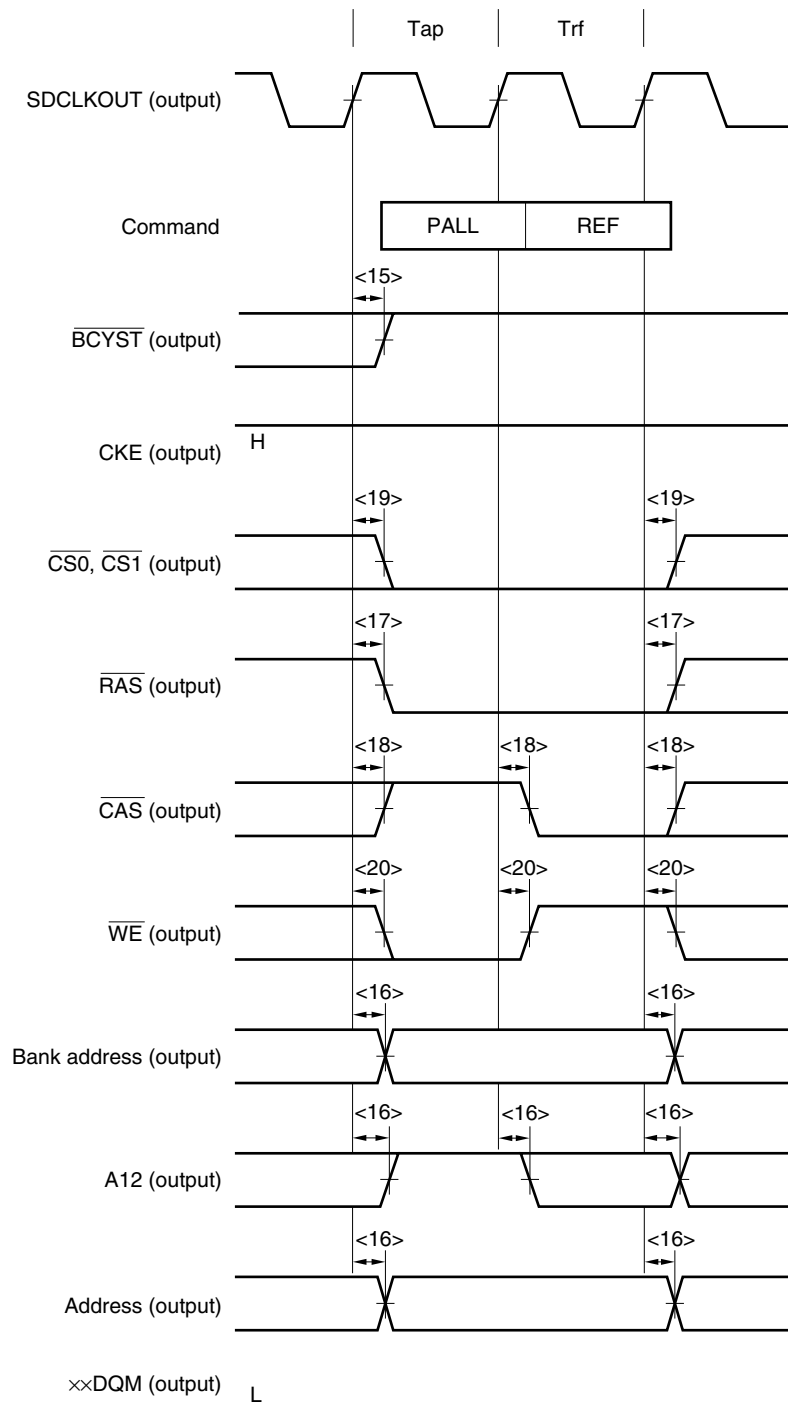 Tap Trf
SDCLKOUT (output)
Command PALL REF
<15>
BCYST (output)
CKE (output) H
<19> <19>
CS0, CS1 (output)
<17> <17>
RAS (output)
<18> <18> <18>
CAS (output)
<20> <20> <20>
WE (output)
<16> <16>
Bank address (output)
<16> <16> <16>
A12 (output)
<16> <16>
Address (output)
××DQM (output) L